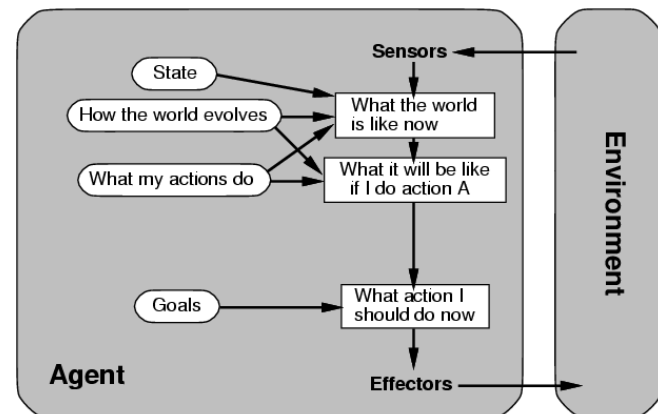 Sensors
State
What the world
is like now
How the world evolves
What it will be like
if I do action A
What my actions do
What action I
should do now
Goals
Agent
Effectors
Environment